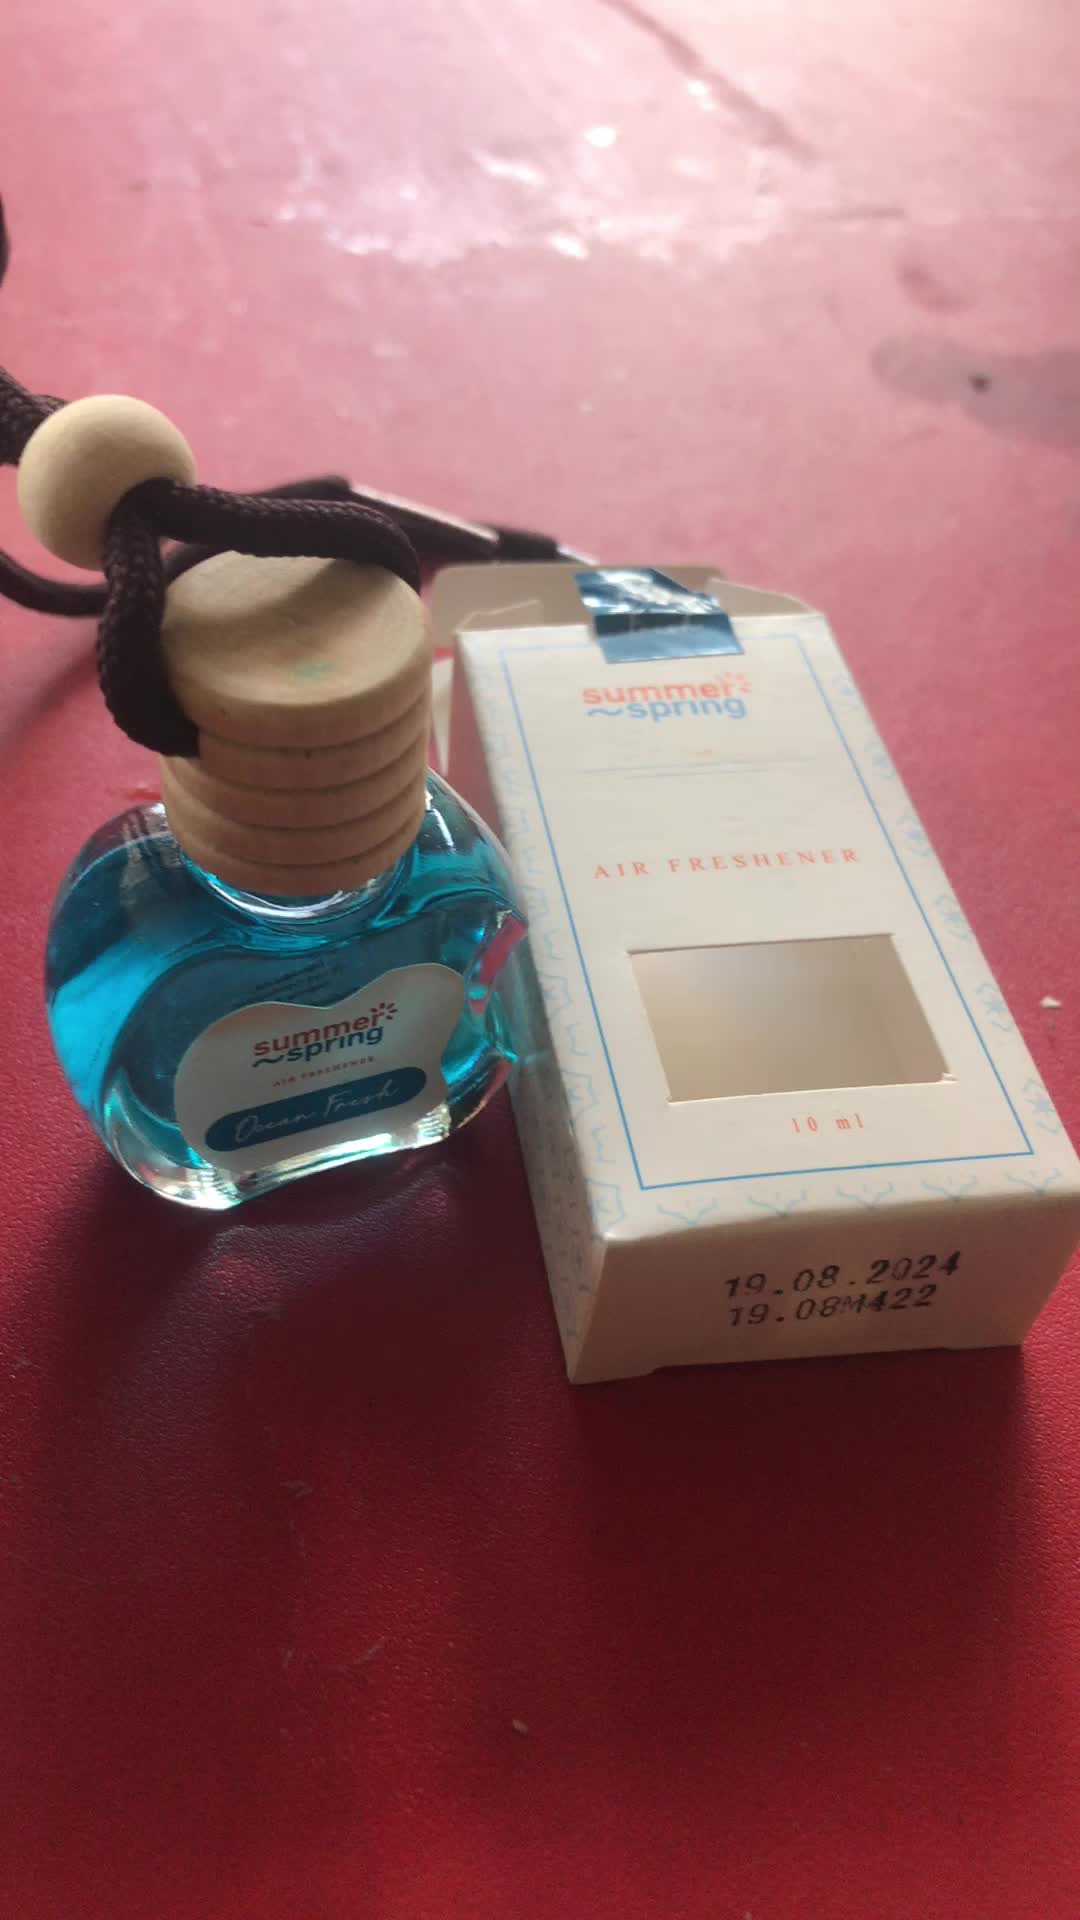 summer
spring
AIR FRESHENER
Ocean Fresh
summer
spring
AIR FRESHENER
10 ml
19.08.2024
19.08M422